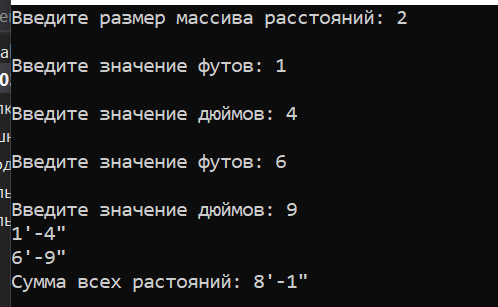 Введите размер массива расстояний: 2
Введите значение футов: 1
Введите значение дюймов: 4
Введите значение футов: 6
Введите значение дюймов: 9
1'-4"
6'-9"
Сумма всех растояний: 8'-1"